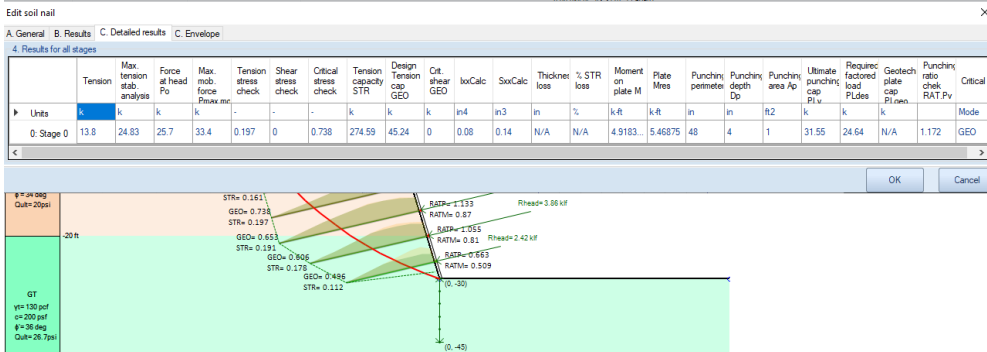 Edit soil nail
A. General B. Results C. Detailed results C. Envelope
4. Results for all stages
Tension Max. tension stab. analysis Force at head Po Max. mob. force Pmax.mc Tension stress check Shear stress check Critical stress check Tension capacity STR Design Tension cap GEO Crit. shear GEO IxxCalc SxxCalc Thicknes loss % STR loss Moment on plate M Plate Mres Punching perimeter Punching depth Dp Punching area Ap Ultimate punching cap PLv Required factored load PLdes Geotech plate cap PLgeo Punching ratio chek RAT.Pv Critical
Units k k k k - - - k k k in4 in3 in % k-ft k-ft in in ft2 k k k Mode
0: Stage 0 13.8 24.83 25.7 33.4 0.197 0 0.738 274.59 45.24 0 0.08 0.14 N/A N/A 4.9183... 5.46875 48 4 1 31.55 24.64 N/A 1.172 GEO
OK Cancel
ϕ= 34 deg
Qult= 20psi
STR= 0.161
GEO= 0.738
STR= 0.197
RATP= 1.133
RATM= 0.87
Rhead= 3.86 klf
-20 ft
GEO= 0.653
STR= 0.191
RATP= 1.055
RATM= 0.81
Rhead= 2.42 klf
GEO= 0.606
STR= 0.178
RATP= 0.663
RATM= 0.509
GEO= 0.496
STR= 0.112
(0, -30)
GT
γt= 130 pcf
c= 200 psf
ϕ'= 36 deg
Qult= 26.7psi
(0, -45)